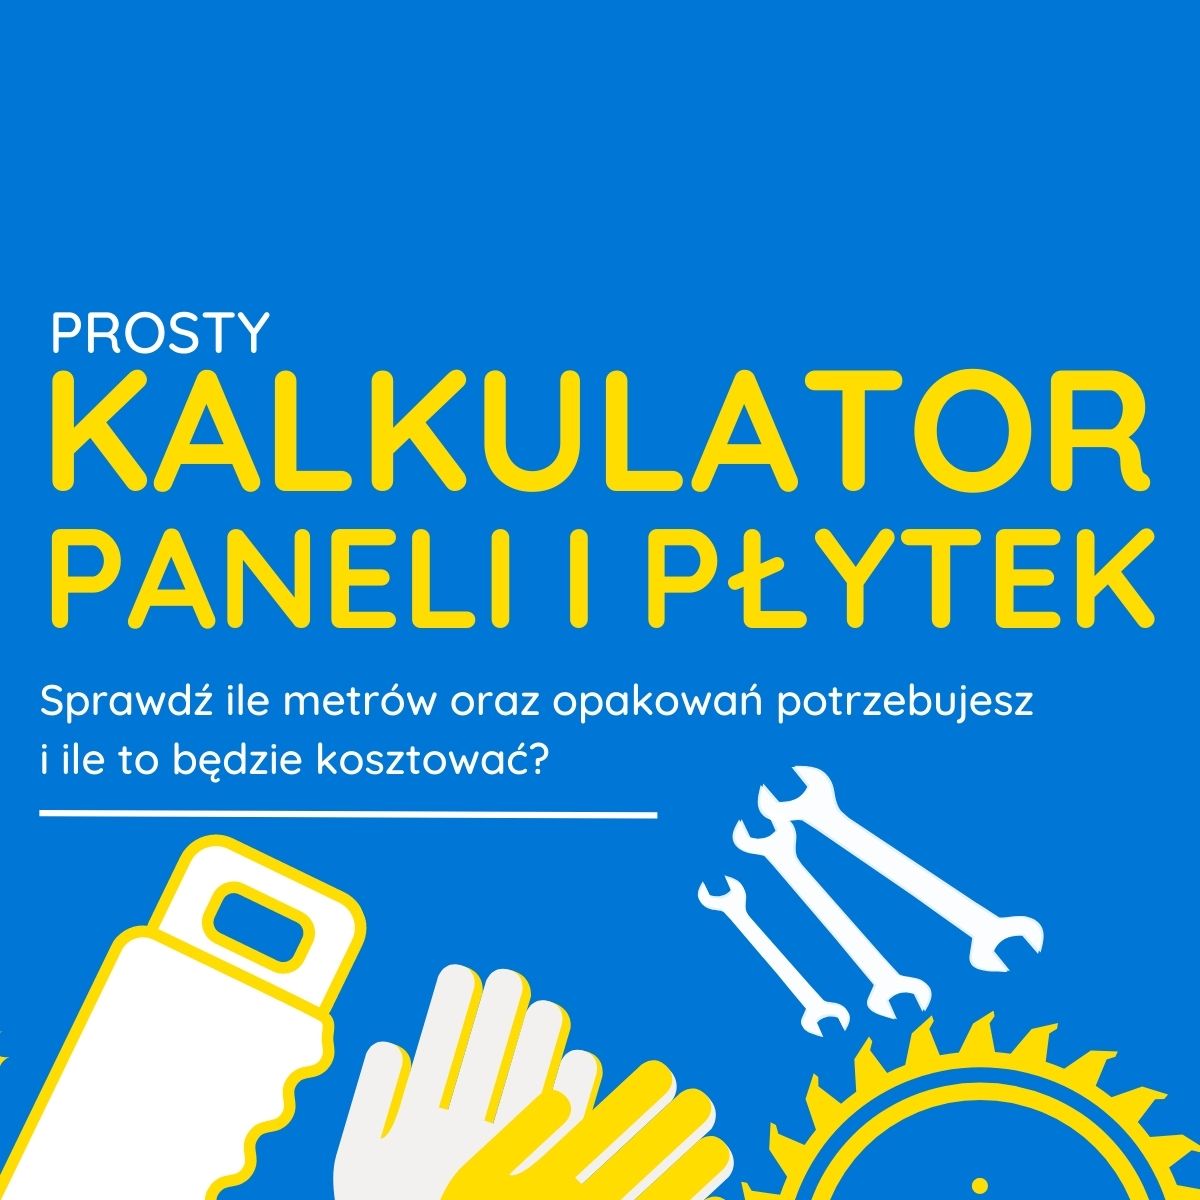 PROSTY
KALKULATOR
PANELI I PŁYTEK
Sprawdź ile metrów oraz opakowań potrzebujesz
i ile to będzie kosztować?